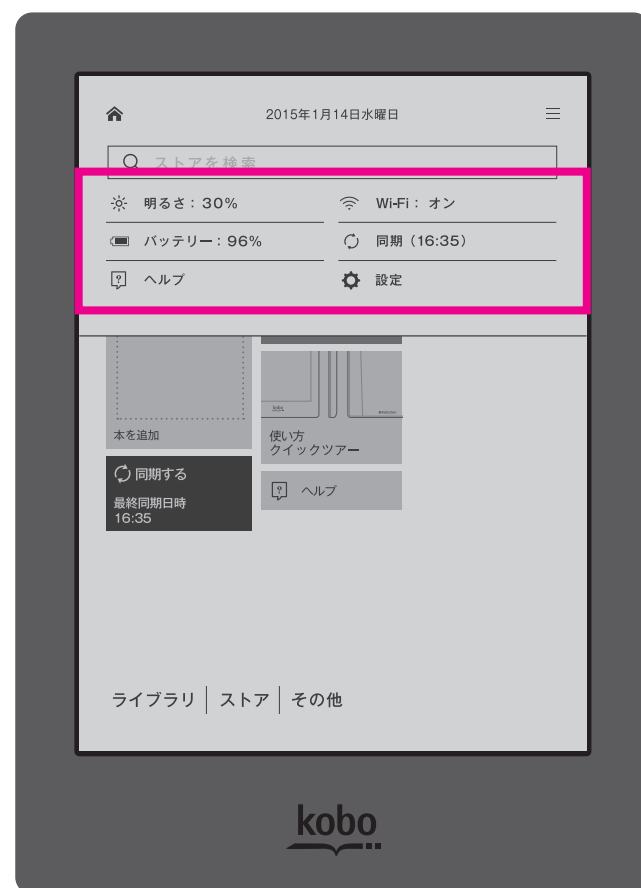 2015年1月14日水曜日
ストアを検索
明るさ：30%
Wi-Fi： オン
バッテリー：96%
同期（16:35）
ヘルプ
設定
本を追加
kobo
使い方
クイックツアー
同期する
最終同期日時
16:35
ヘルプ
ライブラリ│ストア│その他
kobo